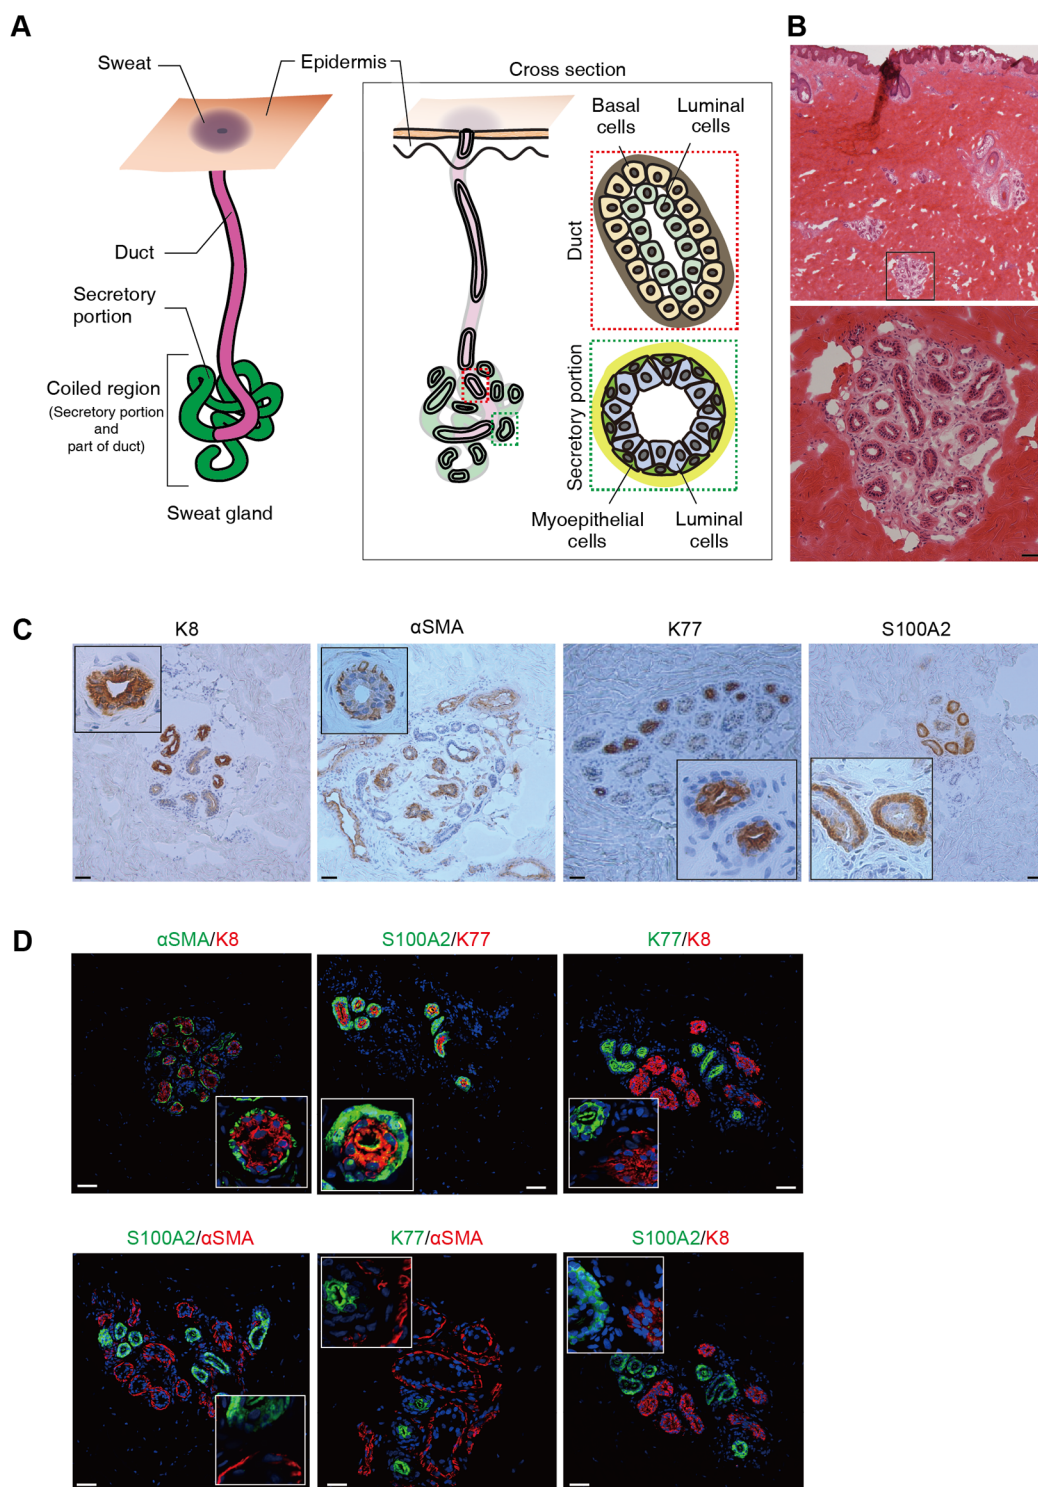 A
B
Sweat
Epidermis
Cross section
Basal
cells
Luminal
cells
Duct
Duct
Secretory
portion
Coiled region
(Secretory portion
and
part of duct)
Secretory portion
Sweat gland
Myoepithelial
cells
Luminal
cells
C
K8
αSMA
K77
S100A2
D
αSMA/K8
S100A2/K77
K77/K8
S100A2/αSMA
K77/αSMA
S100A2/K8